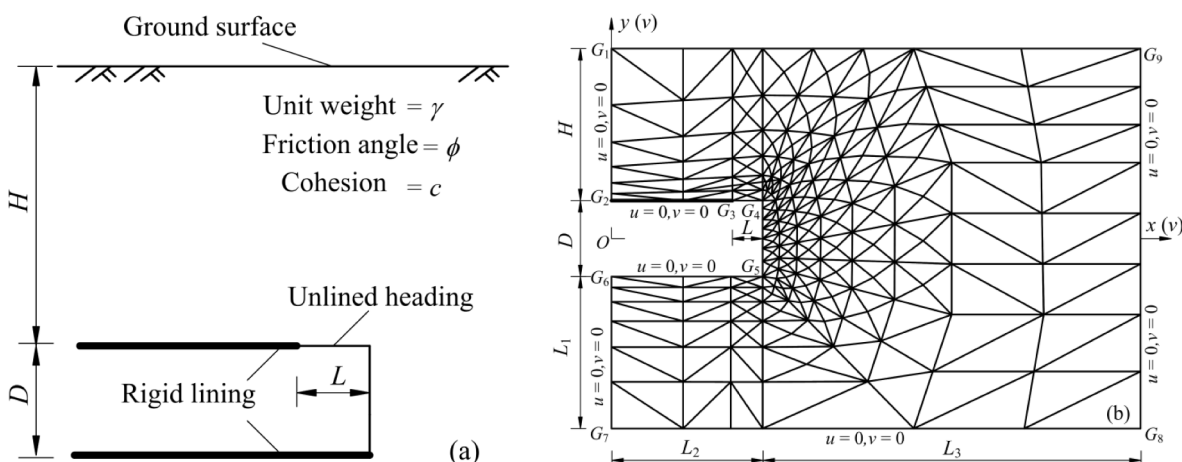 Ground surface
Unit weight = γ
Friction angle = ϕ
Cohesion = c
H
Unlined heading
D
Rigid lining
L
(a)
y (v)
G1
G9
H
u = 0, v = 0
u = 0, v = 0
G2
G3
G4
u = 0, v = 0
D
O
L
x (v)
u = 0, v = 0
G6
G5
L1
u = 0, v = 0
u = 0, v = 0
(b)
G7
u = 0, v = 0
G8
L2
L3